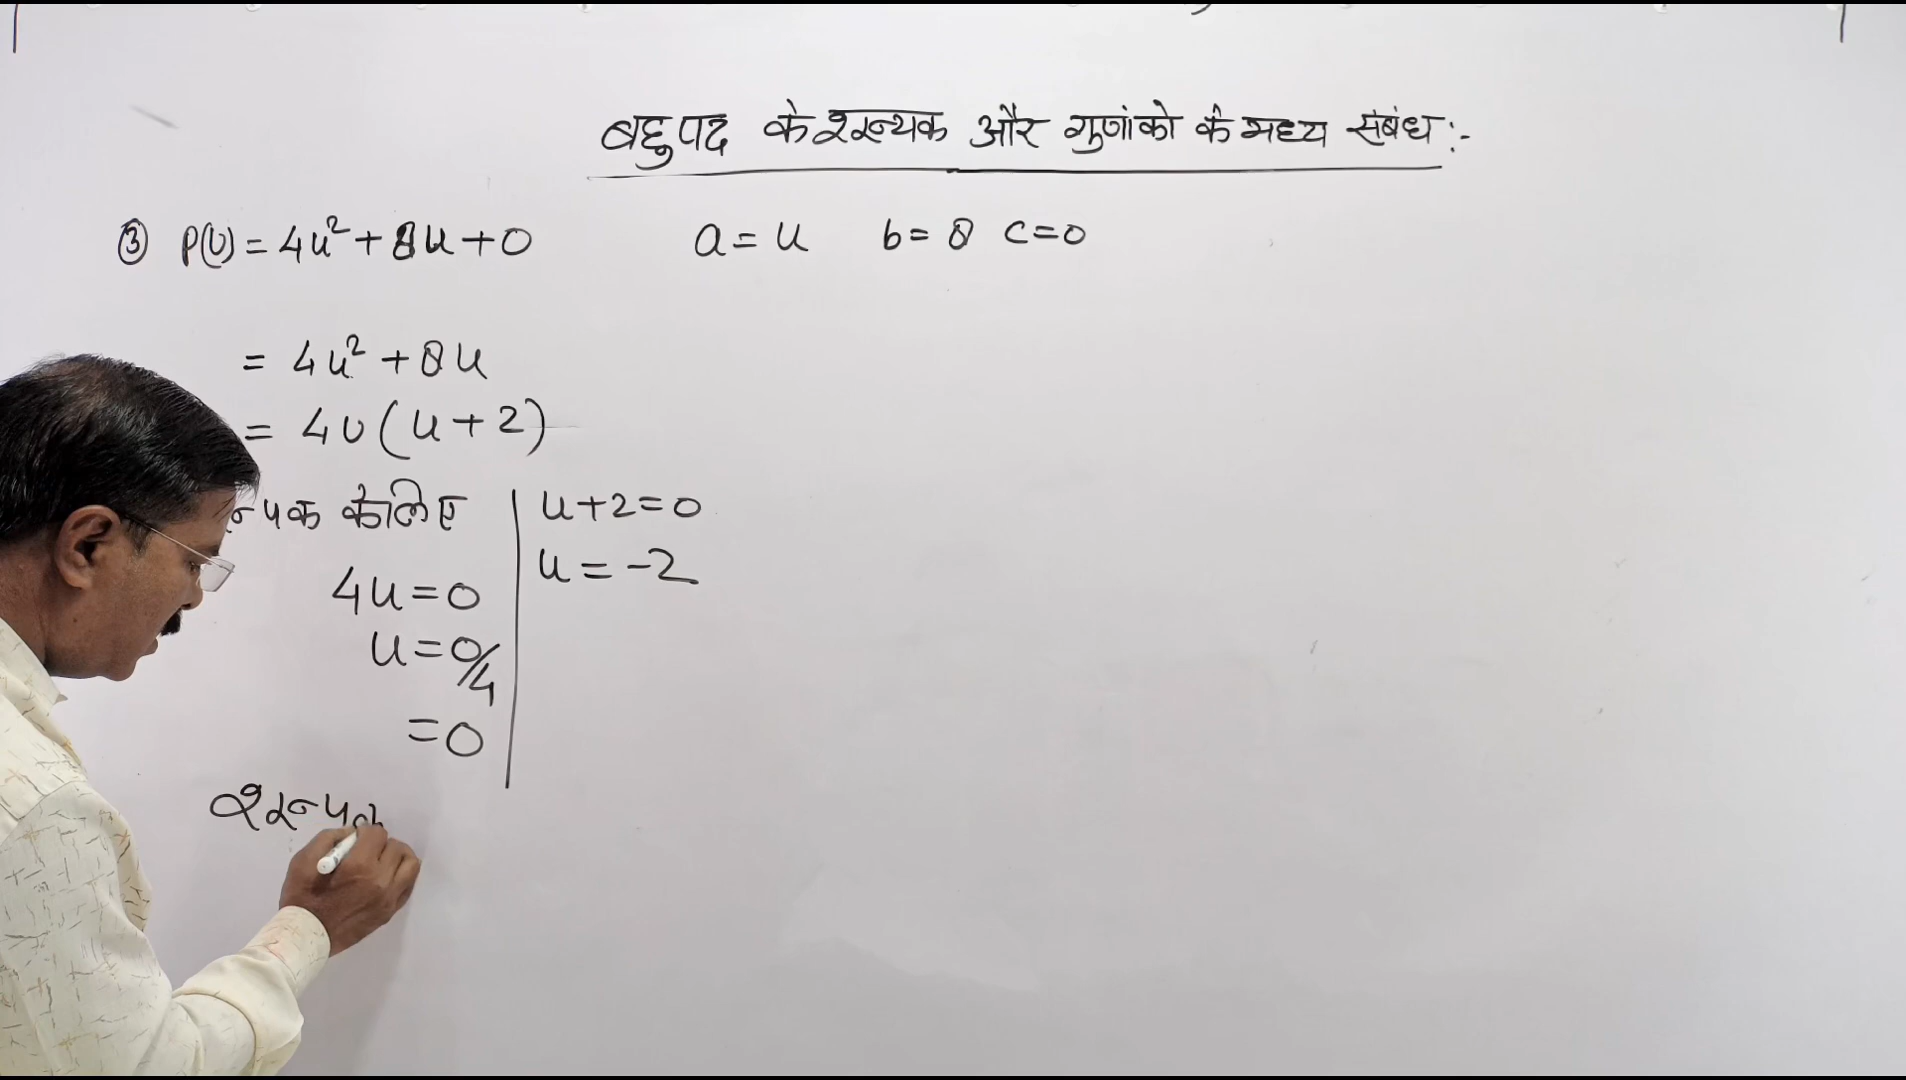 बहुपद के शून्यक और गुणांको के मध्य संबंध:-
③ P(U) = 4u² + 8u + 0 a = u b = 8 c = 0
= 4u² + 8u
= 4u(u + 2)
न्यक के लिए
4u = 0
u = 0/4
= 0
u + 2 = 0
u = -2
शून्यक